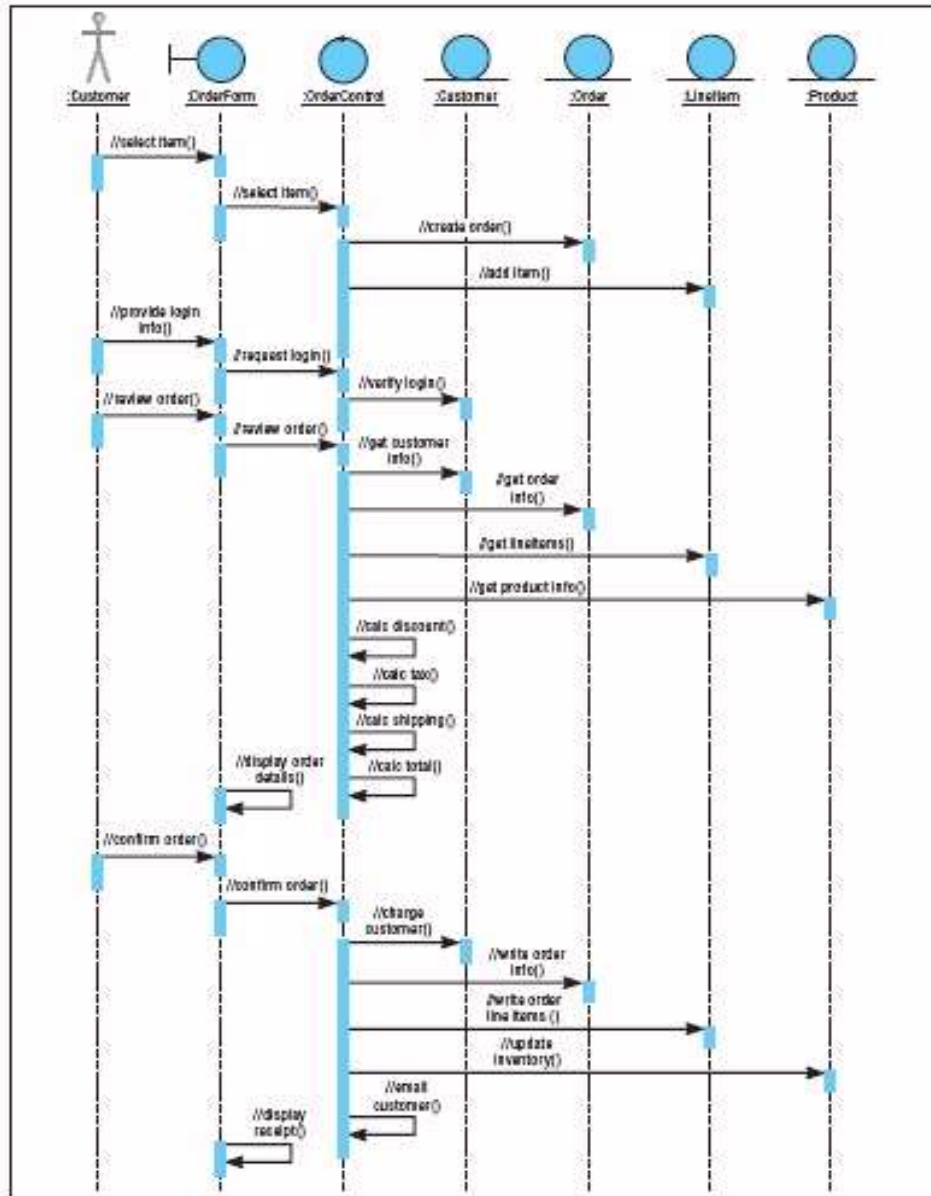 :Customer
:OrderForm
:OrderControl
:Customer
:Order
:LineItem
:Product
//select item()
//select item()
//create order()
//add item()
//provide login
info()
//request login()
//verify login()
//review order()
//review order()
//get customer
info()
//get order
info()
//get lineItems()
//get product info()
//calc discount()
//calc tax()
//calc shipping()
//display order
details()
//calc total()
//confirm order()
//confirm order()
//charge
customer()
//write order
info()
//write order
line items ()
//update
inventory()
//email
customer()
//display
receipt()